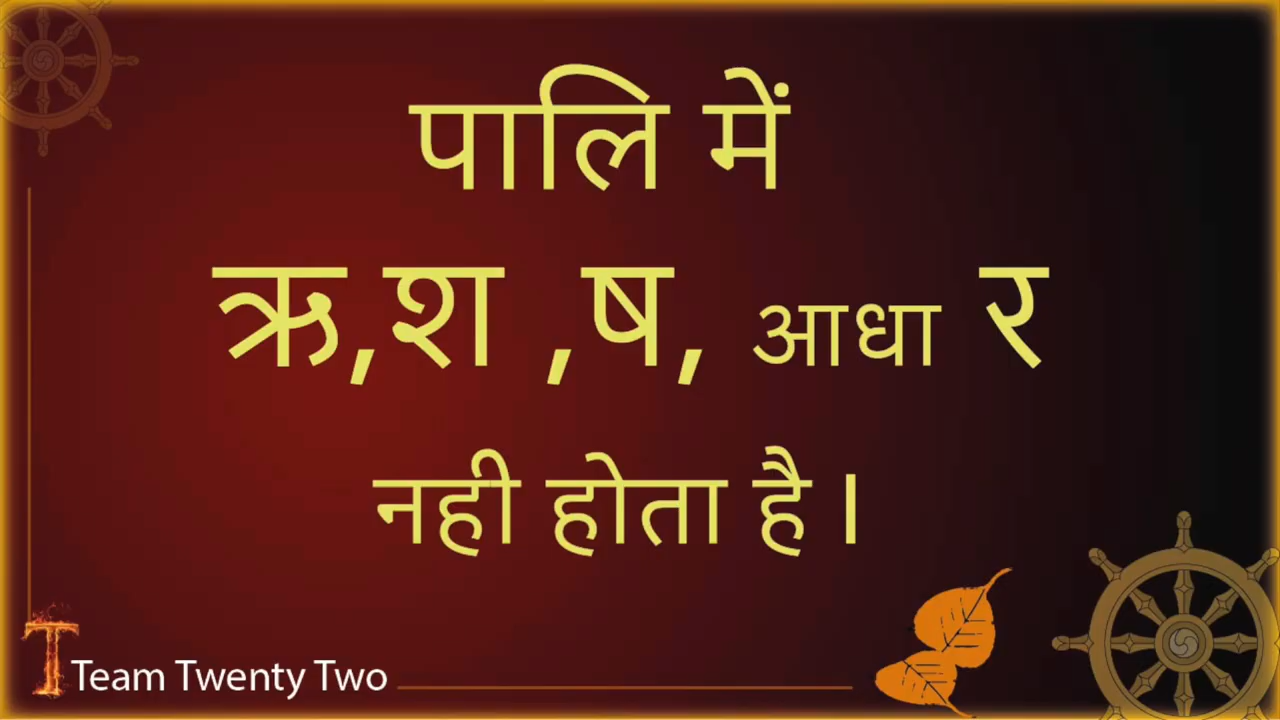 पालि में
ऋ,श ,ष, आधा र
नही होता है ।
Team Twenty Two